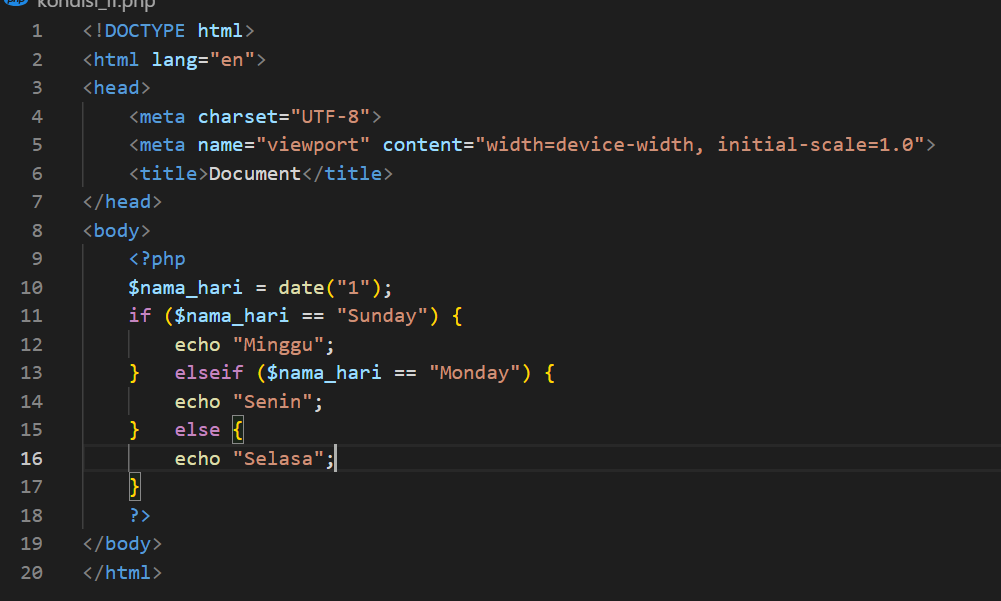 kondisi_if.php
1 <!DOCTYPE html>
2 <html lang="en">
3 <head>
4 <meta charset="UTF-8">
5 <meta name="viewport" content="width=device-width, initial-scale=1.0">
6 <title>Document</title>
7 </head>
8 <body>
9 <?php
10 $nama_hari = date("1");
11 if ($nama_hari == "Sunday") {
12 echo "Minggu";
13 } elseif ($nama_hari == "Monday") {
14 echo "Senin";
15 } else {
16 echo "Selasa";
17 }
18 ?>
19 </body>
20 </html>